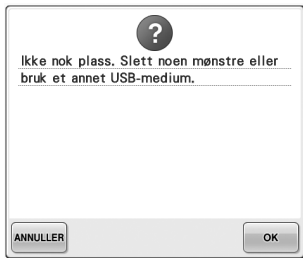 ?
Ikke nok plass. Slett noen mønstre eller
bruk et annet USB-medium.
ANNULLER
OK